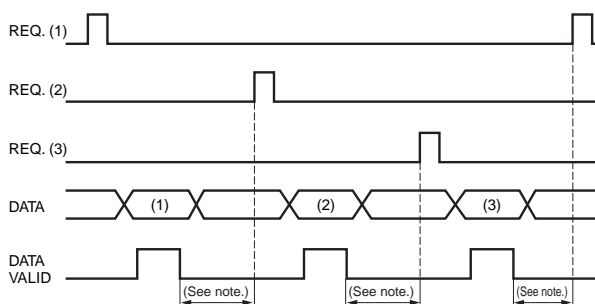 REQ. (1)
REQ. (2)
REQ. (3)
DATA (1) (2) (3)
DATA
VALID
(See note.) (See note.) (See note.)